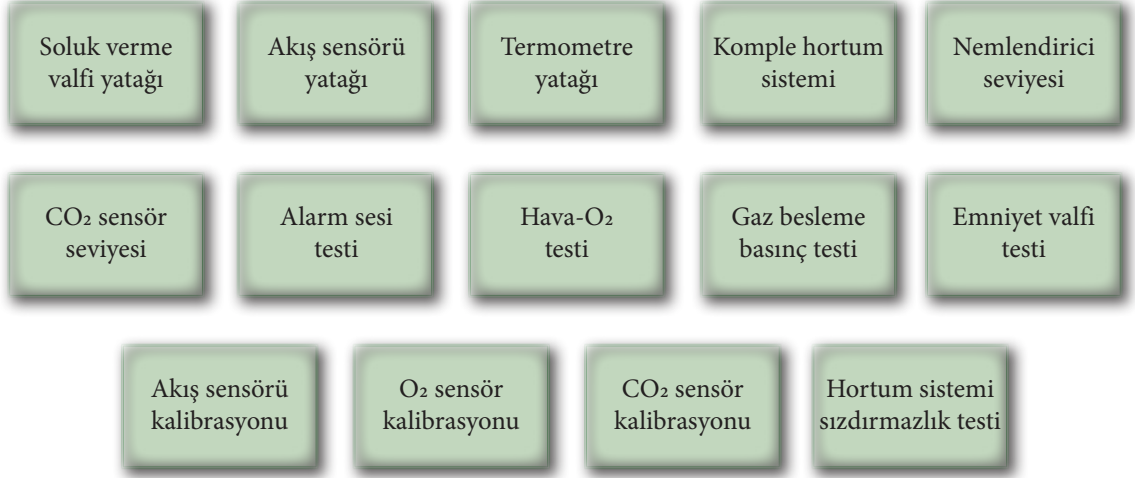 Soluk verme
valfi yatağı
Akış sensörü
yatağı
Termometre
yatağı
Komple hortum
sistemi
Nemlendirici
seviyesi
CO₂ sensör
seviyesi
Alarm sesi
testi
Hava-O₂
testi
Gaz besleme
basınç testi
Emniyet valfi
testi
Akış sensörü
kalibrasyonu
O₂ sensör
kalibrasyonu
CO₂ sensör
kalibrasyonu
Hortum sistemi
sızdırmazlık testi